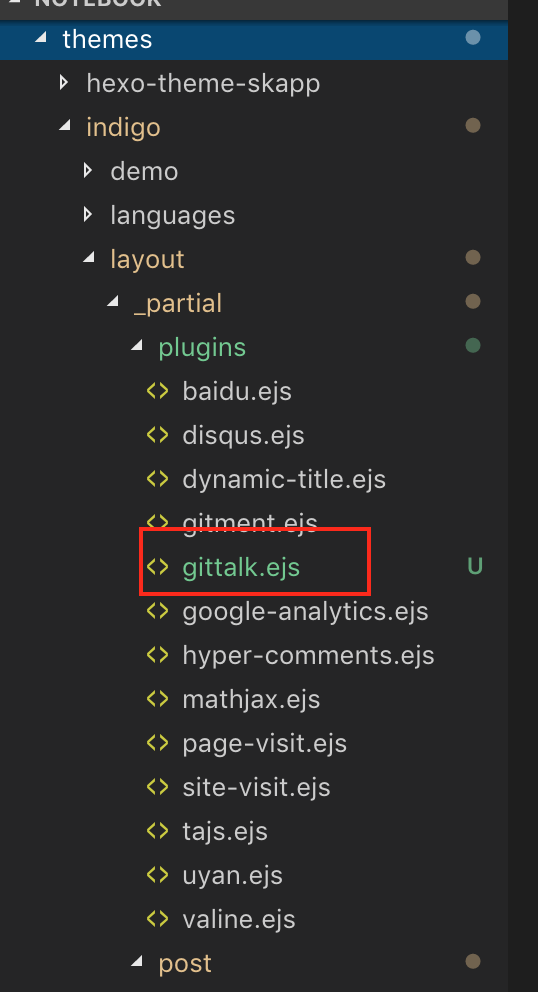 NOTEBOOK
themes
hexo-theme-skapp
indigo
demo
languages
layout
_partial
plugins
baidu.ejs
disqus.ejs
dynamic-title.ejs
gitment.ejs
gittalk.ejs U
google-analytics.ejs
hyper-comments.ejs
mathjax.ejs
page-visit.ejs
site-visit.ejs
tajs.ejs
uyan.ejs
valine.ejs
post